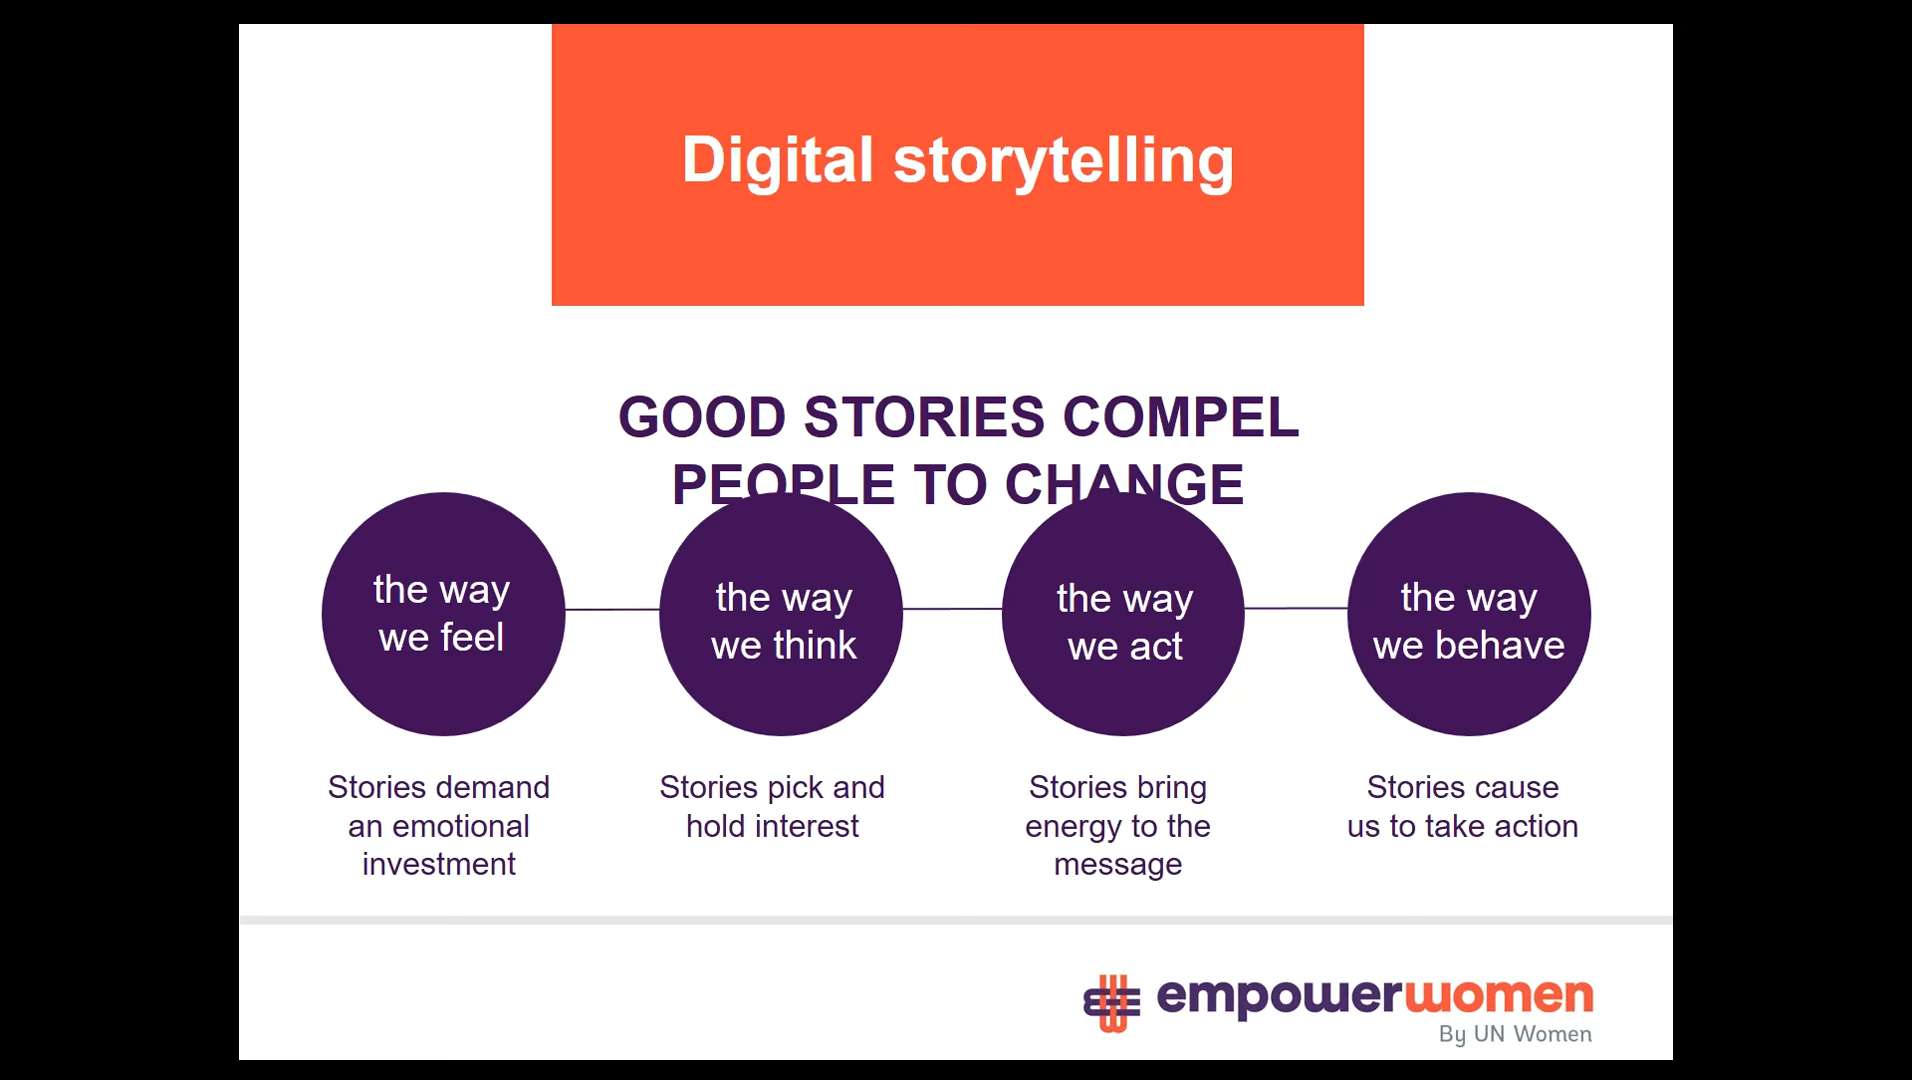 Digital storytelling
GOOD STORIES COMPEL
PEOPLE TO CHANGE
the way
we feel
the way
we think
the way
we act
the way
we behave
Stories demand
an emotional
investment
Stories pick and
hold interest
Stories bring
energy to the
message
Stories cause
us to take action
empowerwomen
By UN Women